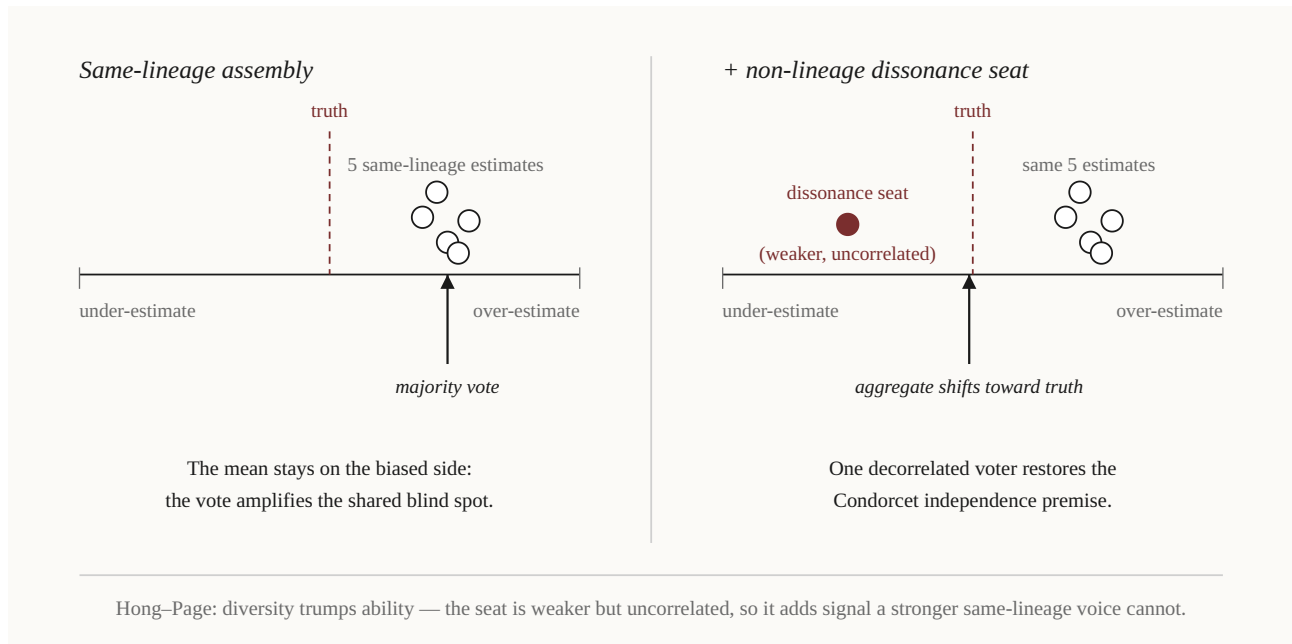 Same-lineage assembly
truth
5 same-lineage estimates
under-estimate
over-estimate
majority vote
The mean stays on the biased side:
the vote amplifies the shared blind spot.
+ non-lineage dissonance seat
truth
same 5 estimates
dissonance seat
(weaker, uncorrelated)
under-estimate
over-estimate
aggregate shifts toward truth
One decorrelated voter restores the
Condorcet independence premise.
Hong–Page: diversity trumps ability — the seat is weaker but uncorrelated, so it adds signal a stronger same-lineage voice cannot.